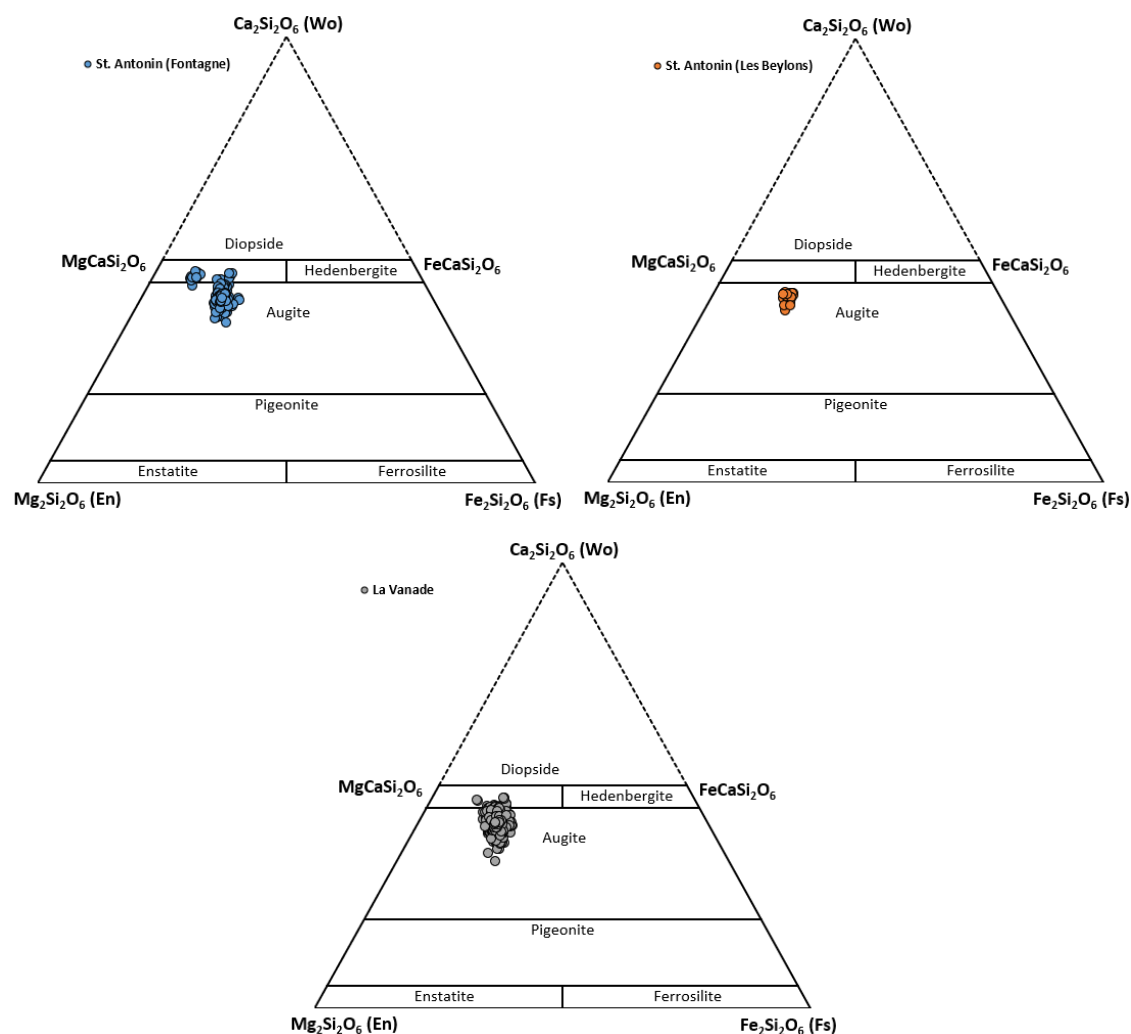 Ca₂Si₂O₆ (Wo)
St. Antonin (Fontagne)
Diopside
MgCaSi₂O₆
Hedenbergite
FeCaSi₂O₆
Augite
Pigeonite
Enstatite
Ferrosilite
Mg₂Si₂O₆ (En)
Fe₂Si₂O₆ (Fs)
Ca₂Si₂O₆ (Wo)
St. Antonin (Les Beylons)
Diopside
MgCaSi₂O₆
Hedenbergite
FeCaSi₂O₆
Augite
Pigeonite
Enstatite
Ferrosilite
Mg₂Si₂O₆ (En)
Fe₂Si₂O₆ (Fs)
Ca₂Si₂O₆ (Wo)
La Vanade
Diopside
MgCaSi₂O₆
Hedenbergite
FeCaSi₂O₆
Augite
Pigeonite
Enstatite
Ferrosilite
Mg₂Si₂O₆ (En)
Fe₂Si₂O₆ (Fs)